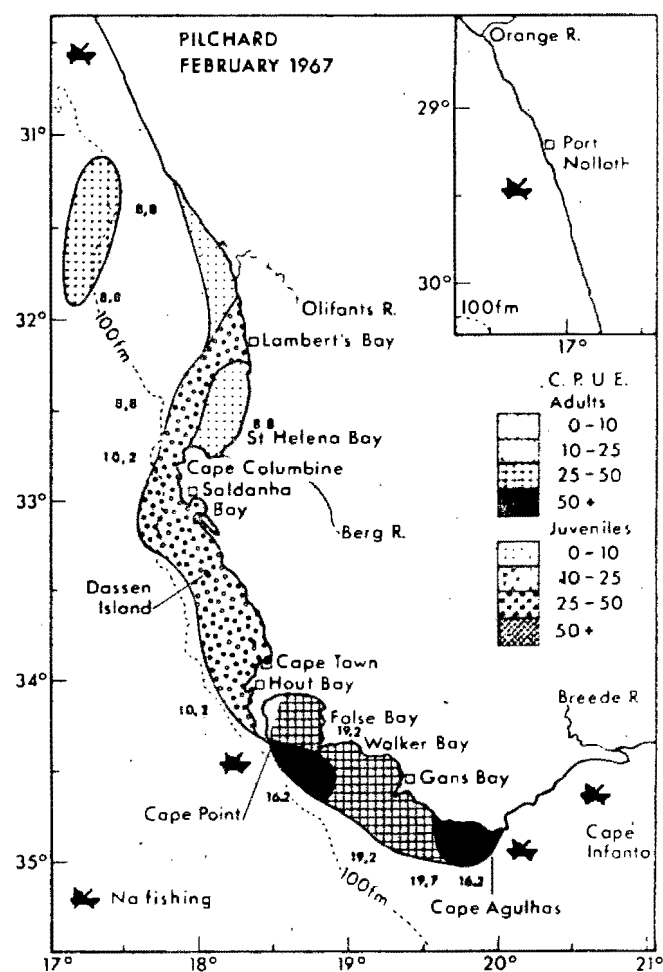 PILCHARD
FEBRUARY 1967
Orange R.
29°
Port
Nolloth
30°
100fm
17°
31°
8,8
8,8
100fm
32°
Olifants R.
Lambert's Bay
8,8
8 8
St Helena Bay
10,2
Cape Columbine
Saldanha
Bay
33°
Berg R.
C. P. U E.
Adults
0-10
10-25
25-50
50+
Juveniles
0-10
10-25
25-50
50+
Dassen
Island
Cape Town
34°
Hout Bay
10,2
False Bay
19,2
Walker Bay
Breede R
Gans Bay
16.2
Cape Point
Cape
Infanta
19,2
35°
19,7
16.2
100fm
Na fishing
Cape Agulhas
17°
18°
19°
20°
21°